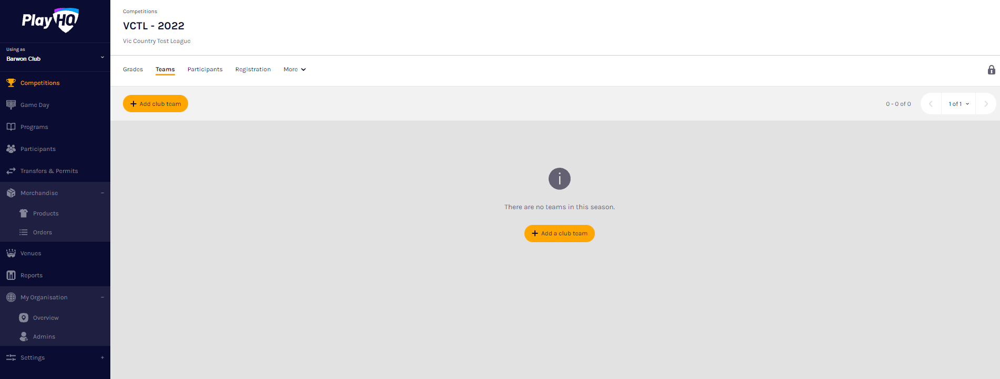 PlayHQ
Using as
Barwon Club
Competitions
Game Day
Programs
Participants
Transfers & Permits
Merchandise
Products
Orders
Venues
Reports
My Organisation
Overview
Admins
Settings
Competitions
VCTL - 2022
Vic Country Test League
Grades Teams Participants Registration More
Add club team
0 - 0 of 0
1 of 1
There are no teams in this season.
Add a club team